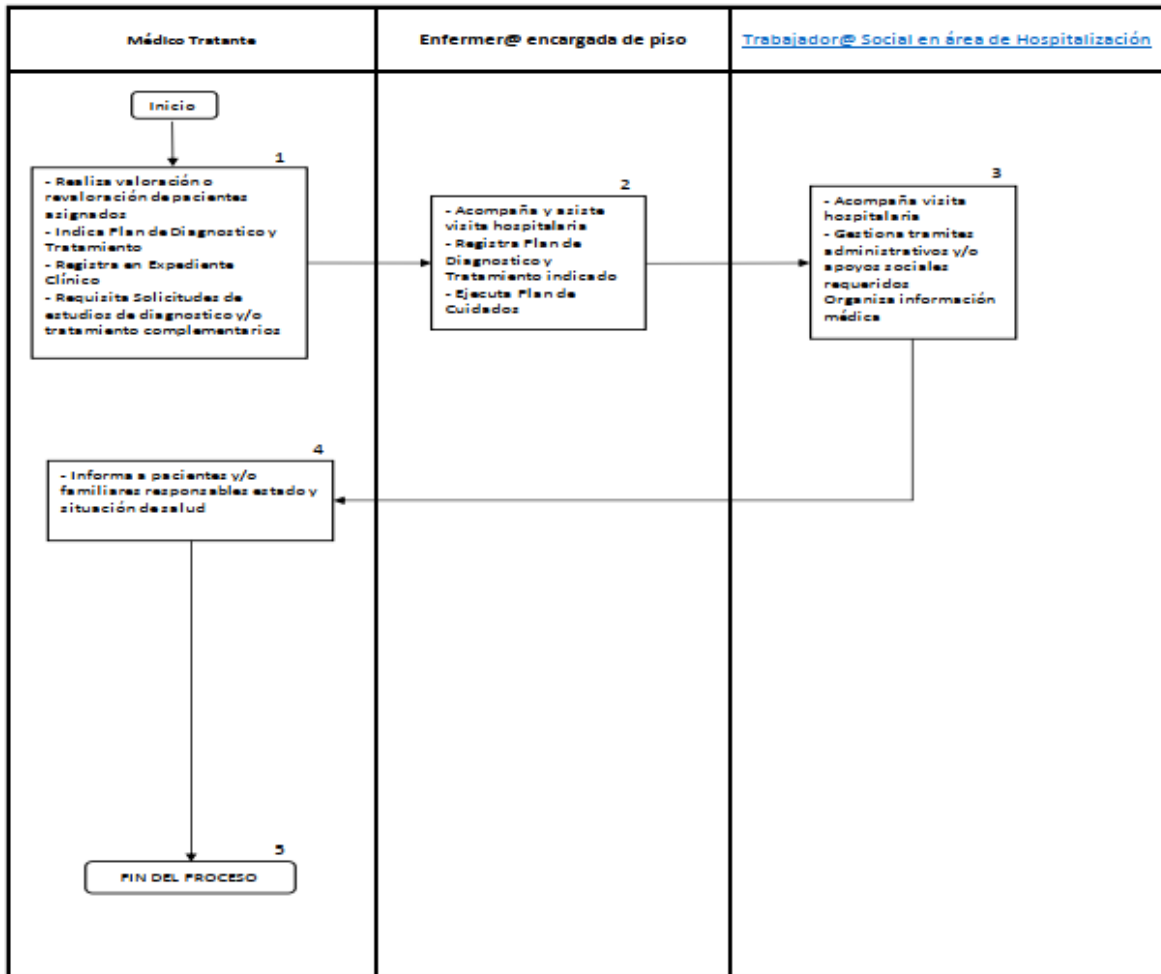 Médico Tratante
Enfermer@ encargada de piso
Trabajador@ Social en área de Hospitalización
Inicio
1
- Realiza valoración o
revaloración de pacientes
asignados
- Indica Plan de Diagnostico y
Tratamiento
- Registra en Expediente
Clínico
- Requisita Solicitudes de
estudios de diagnostico y/o
tratamiento complementarios
2
- Acompaña y asiste
visita hospitalaria
- Registra Plan de
Diagnostico y
Tratamiento indicado
- Ejecuta Plan de
Cuidados
3
- Acompaña visita
hospitalaria
- Gestiona tramites
administrativos y/o
apoyos sociales
requeridos
Organiza información
médica
4
- Informa a pacientes y/o
familiares responsables estado y
situación de salud
5
FIN DEL PROCESO